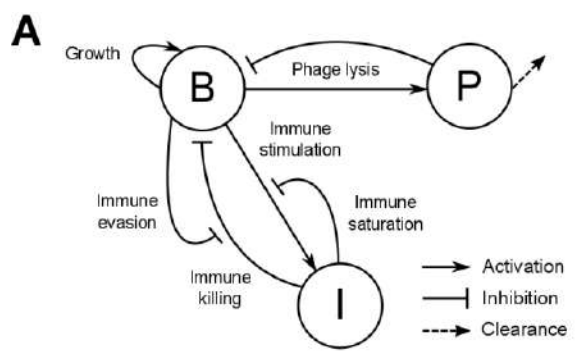 A
Growth
B
Phage lysis
P
Immune
stimulation
Immune
evasion
Immune
saturation
Immune
killing
I
Activation
Inhibition
Clearance